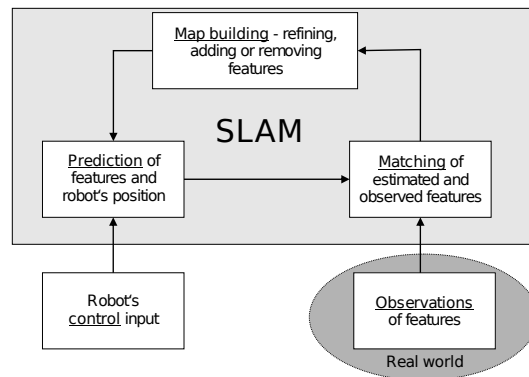 Map building - refining,
adding or removing
features
SLAM
Prediction of
features and
robot's position
Matching of
estimated and
observed features
Robot's
control input
Observations
of features
Real world